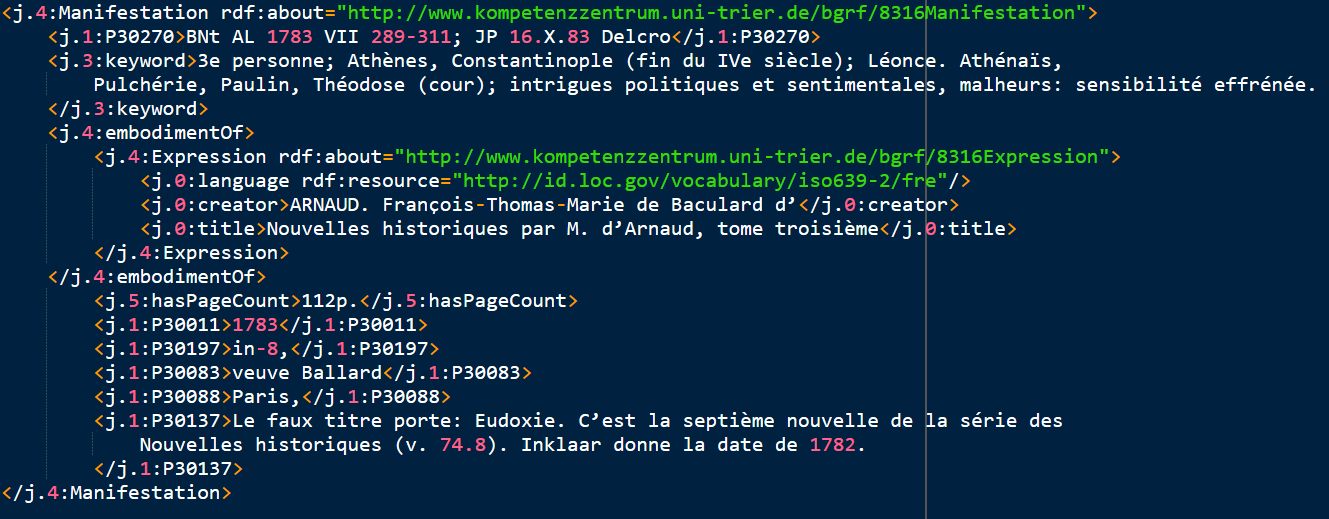 <j.4:Manifestation rdf:about="http://www.kompetenzzentrum.uni-trier.de/bgrf/8316Manifestation">
<j.1:P30270>BNt AL 1783 VII 289-311; JP 16.X.83 Delcro</j.1:P30270>
<j.3:keyword>3e personne; Athènes, Constantinople (fin du IVe siècle); Léonce. Athénaïs,
Pulchérie, Paulin, Théodose (cour); intrigues politiques et sentimentales, malheurs: sensibilité effrénée.
</j.3:keyword>
<j.4:embodimentOf>
<j.4:Expression rdf:about="http://www.kompetenzzentrum.uni-trier.de/bgrf/8316Expression">
<j.0:language rdf:resource="http://id.loc.gov/vocabulary/iso639-2/fre"/>
<j.0:creator>ARNAUD. François-Thomas-Marie de Baculard d’</j.0:creator>
<j.0:title>Nouvelles historiques par M. d’Arnaud, tome troisième</j.0:title>
</j.4:Expression>
</j.4:embodimentOf>
<j.5:hasPageCount>112p.</j.5:hasPageCount>
<j.1:P30011>1783</j.1:P30011>
<j.1:P30197>in-8,</j.1:P30197>
<j.1:P30083>veuve Ballard</j.1:P30083>
<j.1:P30088>Paris,</j.1:P30088>
<j.1:P30137>Le faux titre porte: Eudoxie. C’est la septième nouvelle de la série des
Nouvelles historiques (v. 74.8). Inklaar donne la date de 1782.
</j.1:P30137>
</j.4:Manifestation>